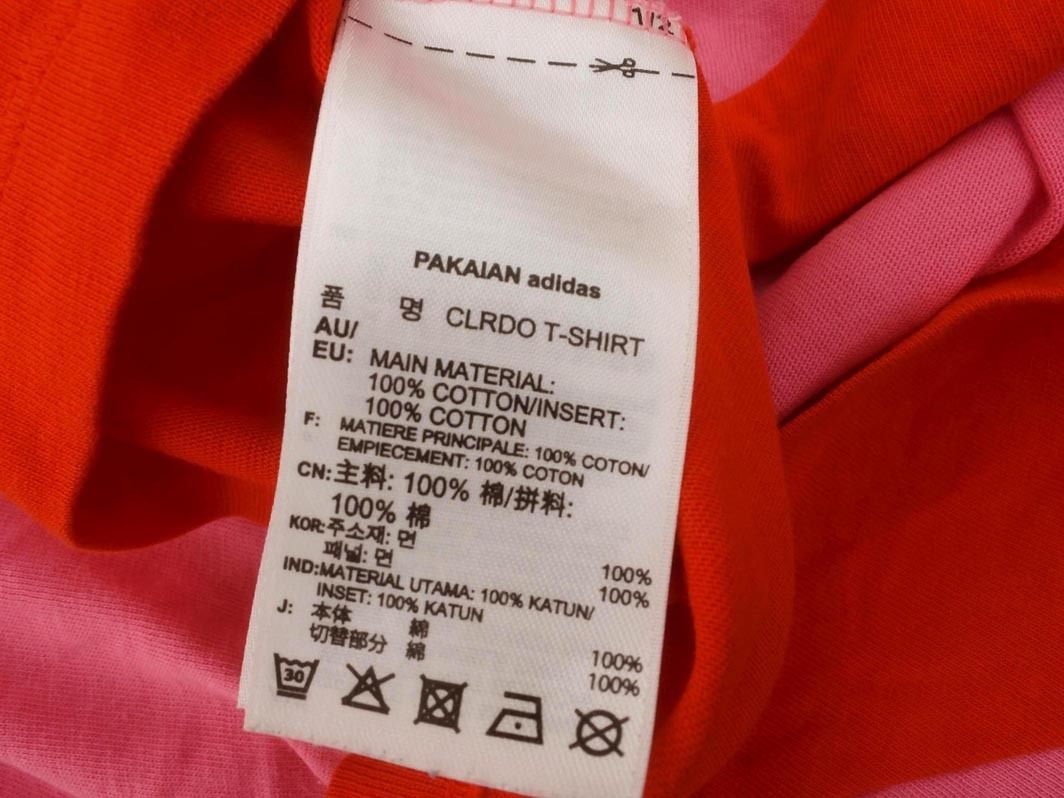 1/2
PAKAIAN adidas
품 명 CLRDO T-SHIRT
AU/
EU: MAIN MATERIAL:
100% COTTON/INSERT:
100% COTTON
F: MATIERE PRINCIPALE: 100% COTON/
EMPIECEMENT: 100% COTON
CN:主料: 100% 棉/拼料:
100% 棉
KOR:주소재: 면 100%
패널: 면 100%
IND:MATERIAL UTAMA: 100% KATUN/
INSET: 100% KATUN
J: 本体 綿 100%
切替部分 綿 100%
30